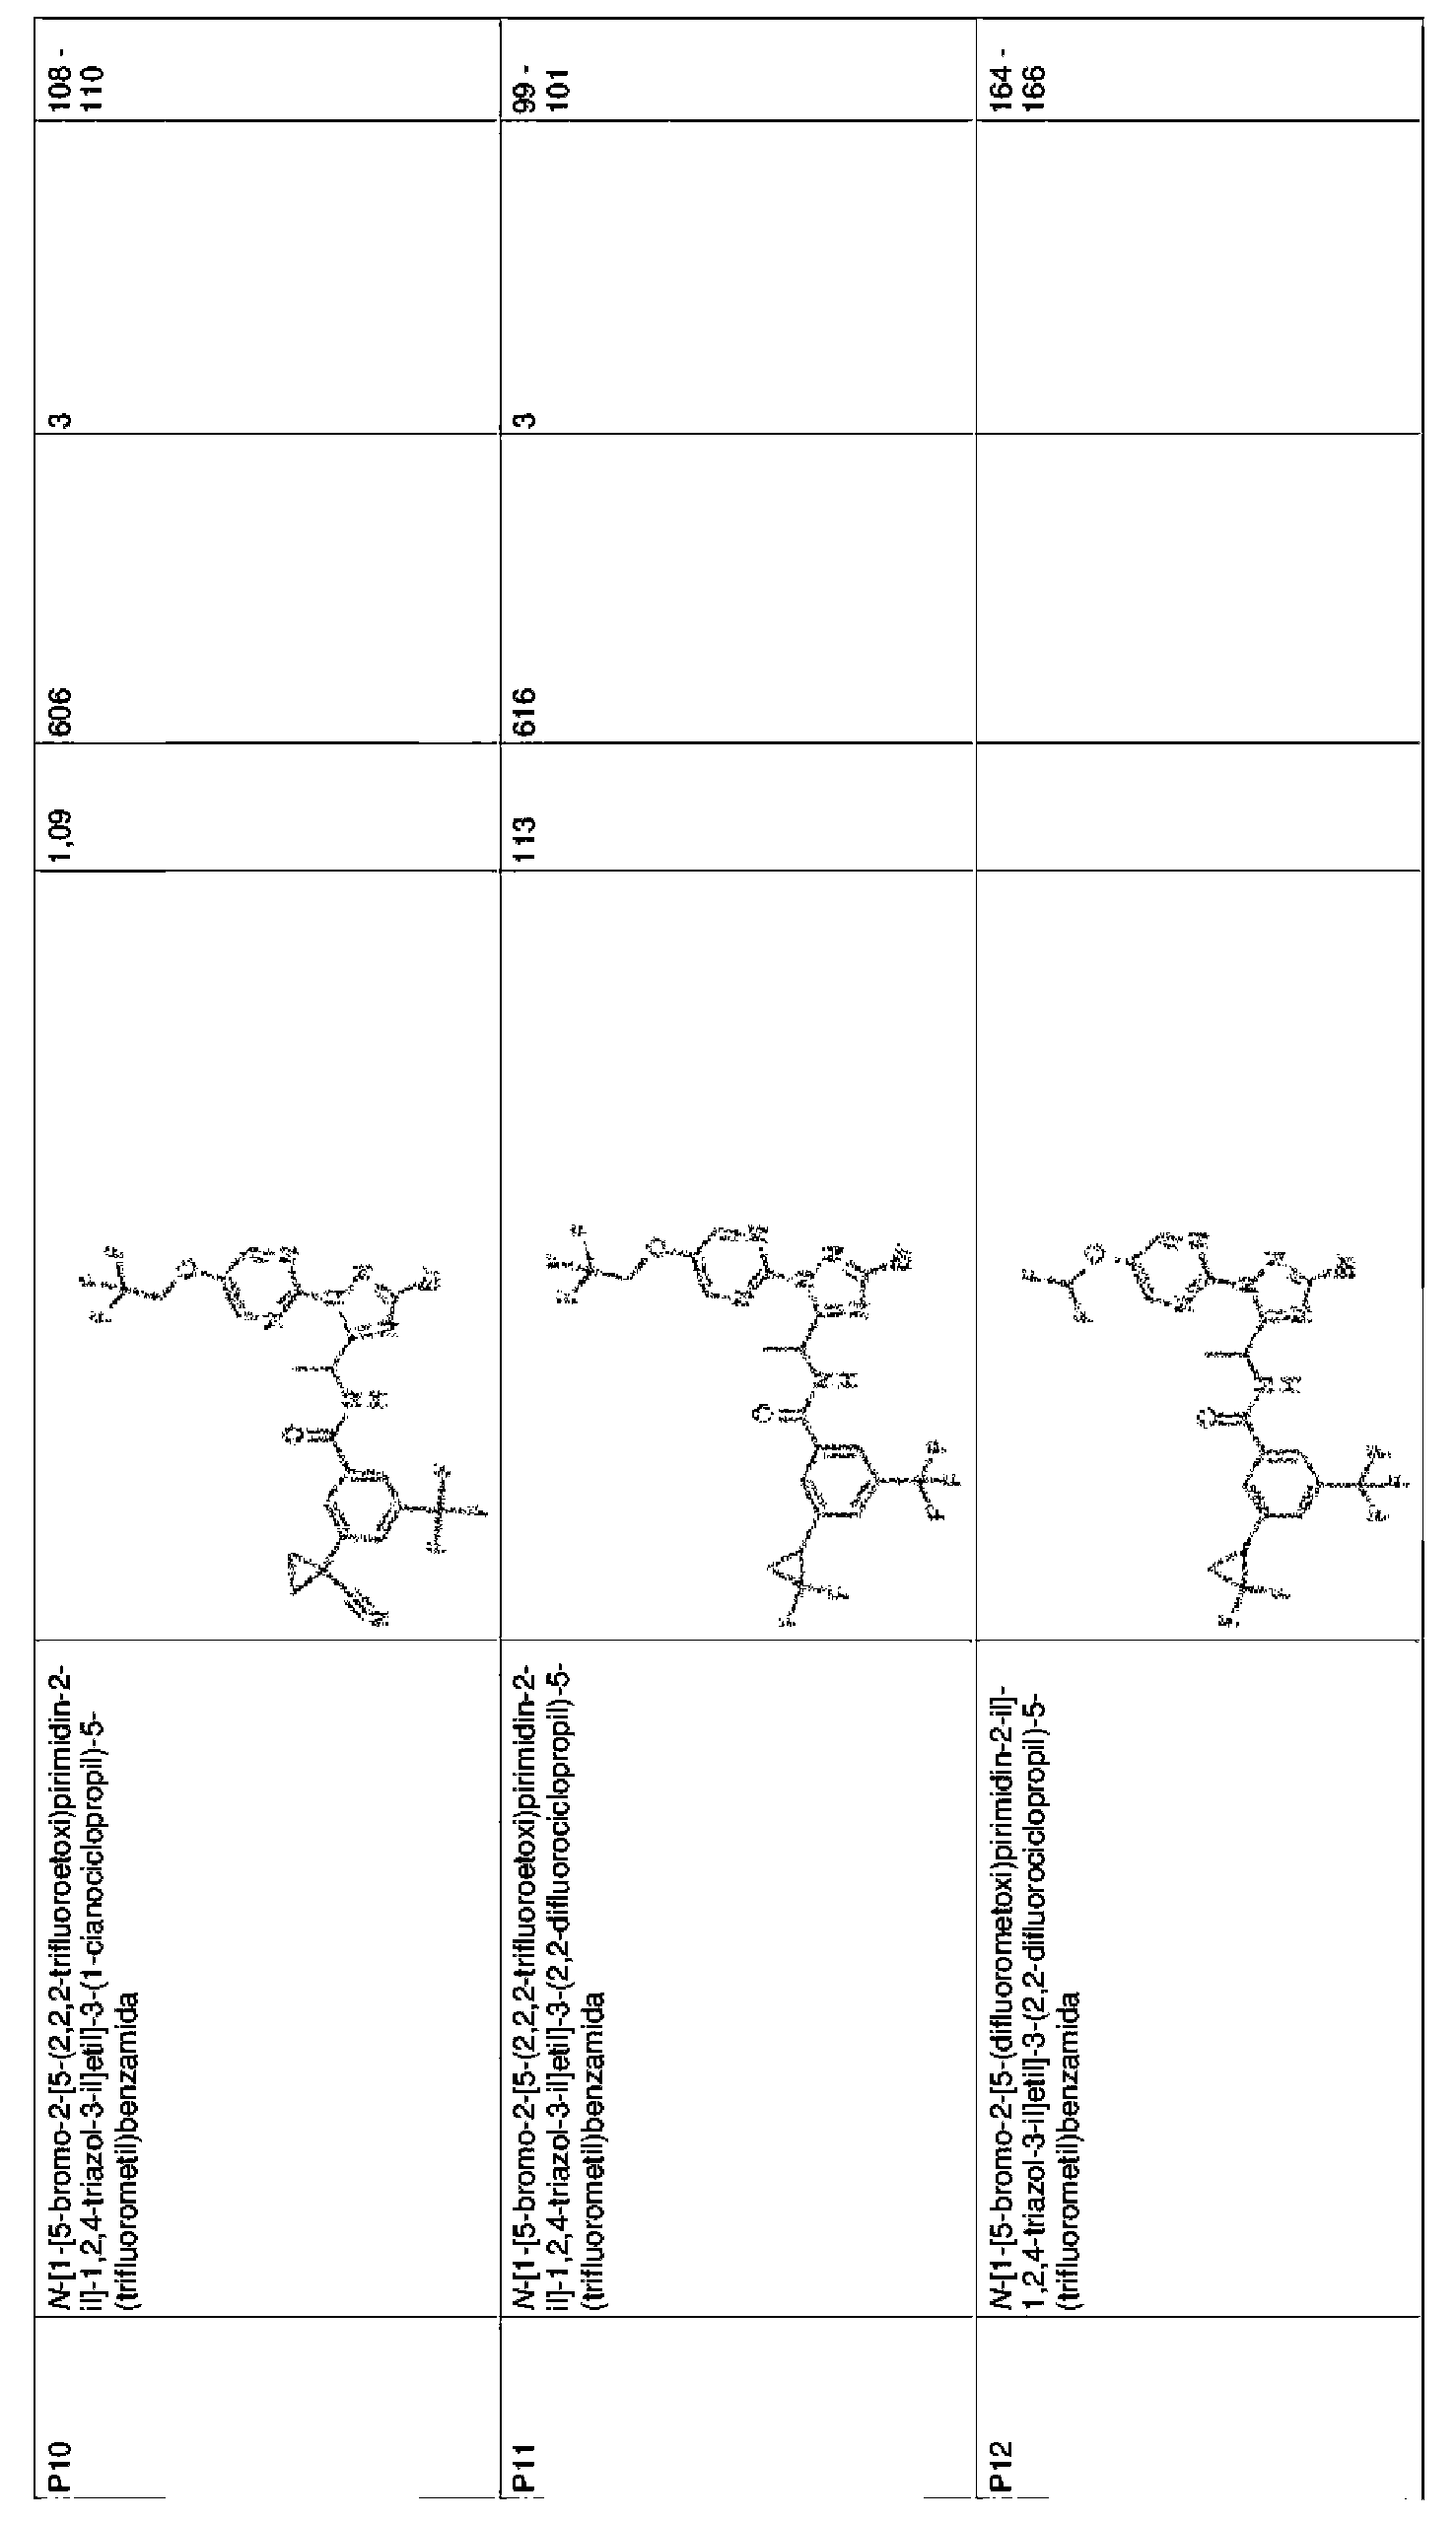 P10
N-[1-[5-bromo-2-[5-(2,2,2-trifluoroetoxi)pirimidin-2-
il]-1,2,4-triazol-3-il]etil]-3-(1-cianociclopropil)-5-
(trifluorometil)benzamida
1,09
606
3
108 -
110
P11
N-[1-[5-bromo-2-[5-(2,2,2-trifluoroetoxi)pirimidin-2-
il]-1,2,4-triazol-3-il]etil]-3-(2,2-difluorociclopropil)-5-
(trifluorometil)benzamida
113
616
3
99 -
101
P12
N-[1-[5-bromo-2-[5-(difluorometoxi)pirimidin-2-il]-
1,2,4-triazol-3-il]etil]-3-(2,2-difluorociclopropil)-5-
(trifluorometil)benzamida
164 -
166